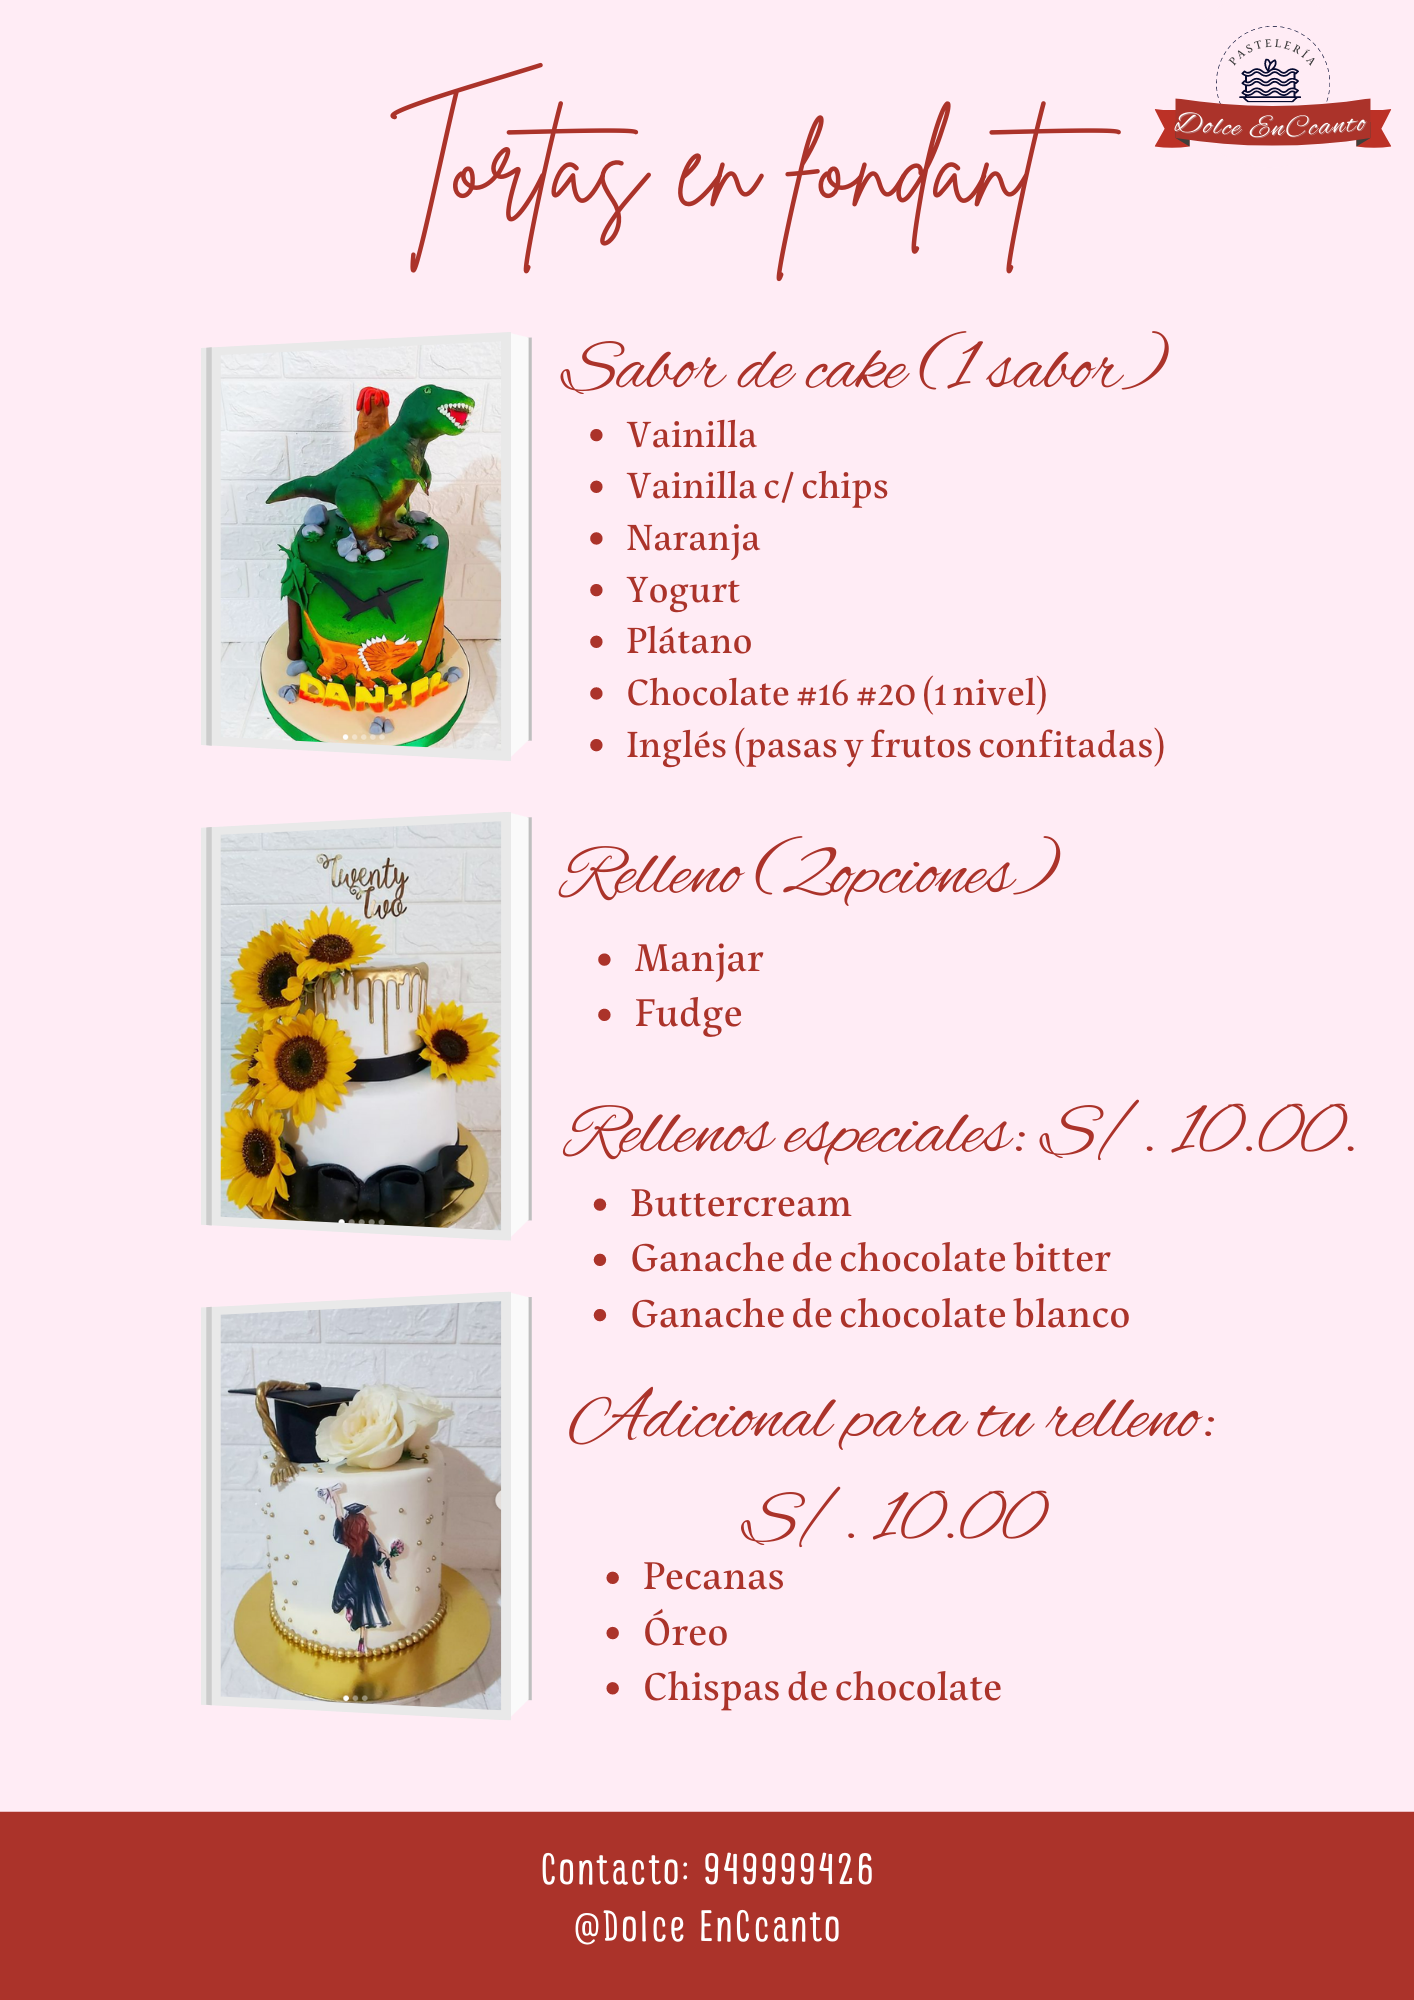 PASTELERÍA
Dolce EnCcanto
Tortas en fondant
Sabor de cake (1 sabor)
Vainilla
Vainilla c/ chips
Naranja
Yogurt
Plátano
Chocolate #16 #20 (1 nivel)
Inglés (pasas y frutos confitadas)
DANIEL
Relleno (2opciones)
Twenty
Two
Manjar
Fudge
Rellenos especiales: S/ . 10.00.
Buttercream
Ganache de chocolate bitter
Ganache de chocolate blanco
Adicional para tu relleno:
S/ . 10.00
Pecanas
Óreo
Chispas de chocolate
Contacto: 949999426
@Dolce EnCcanto